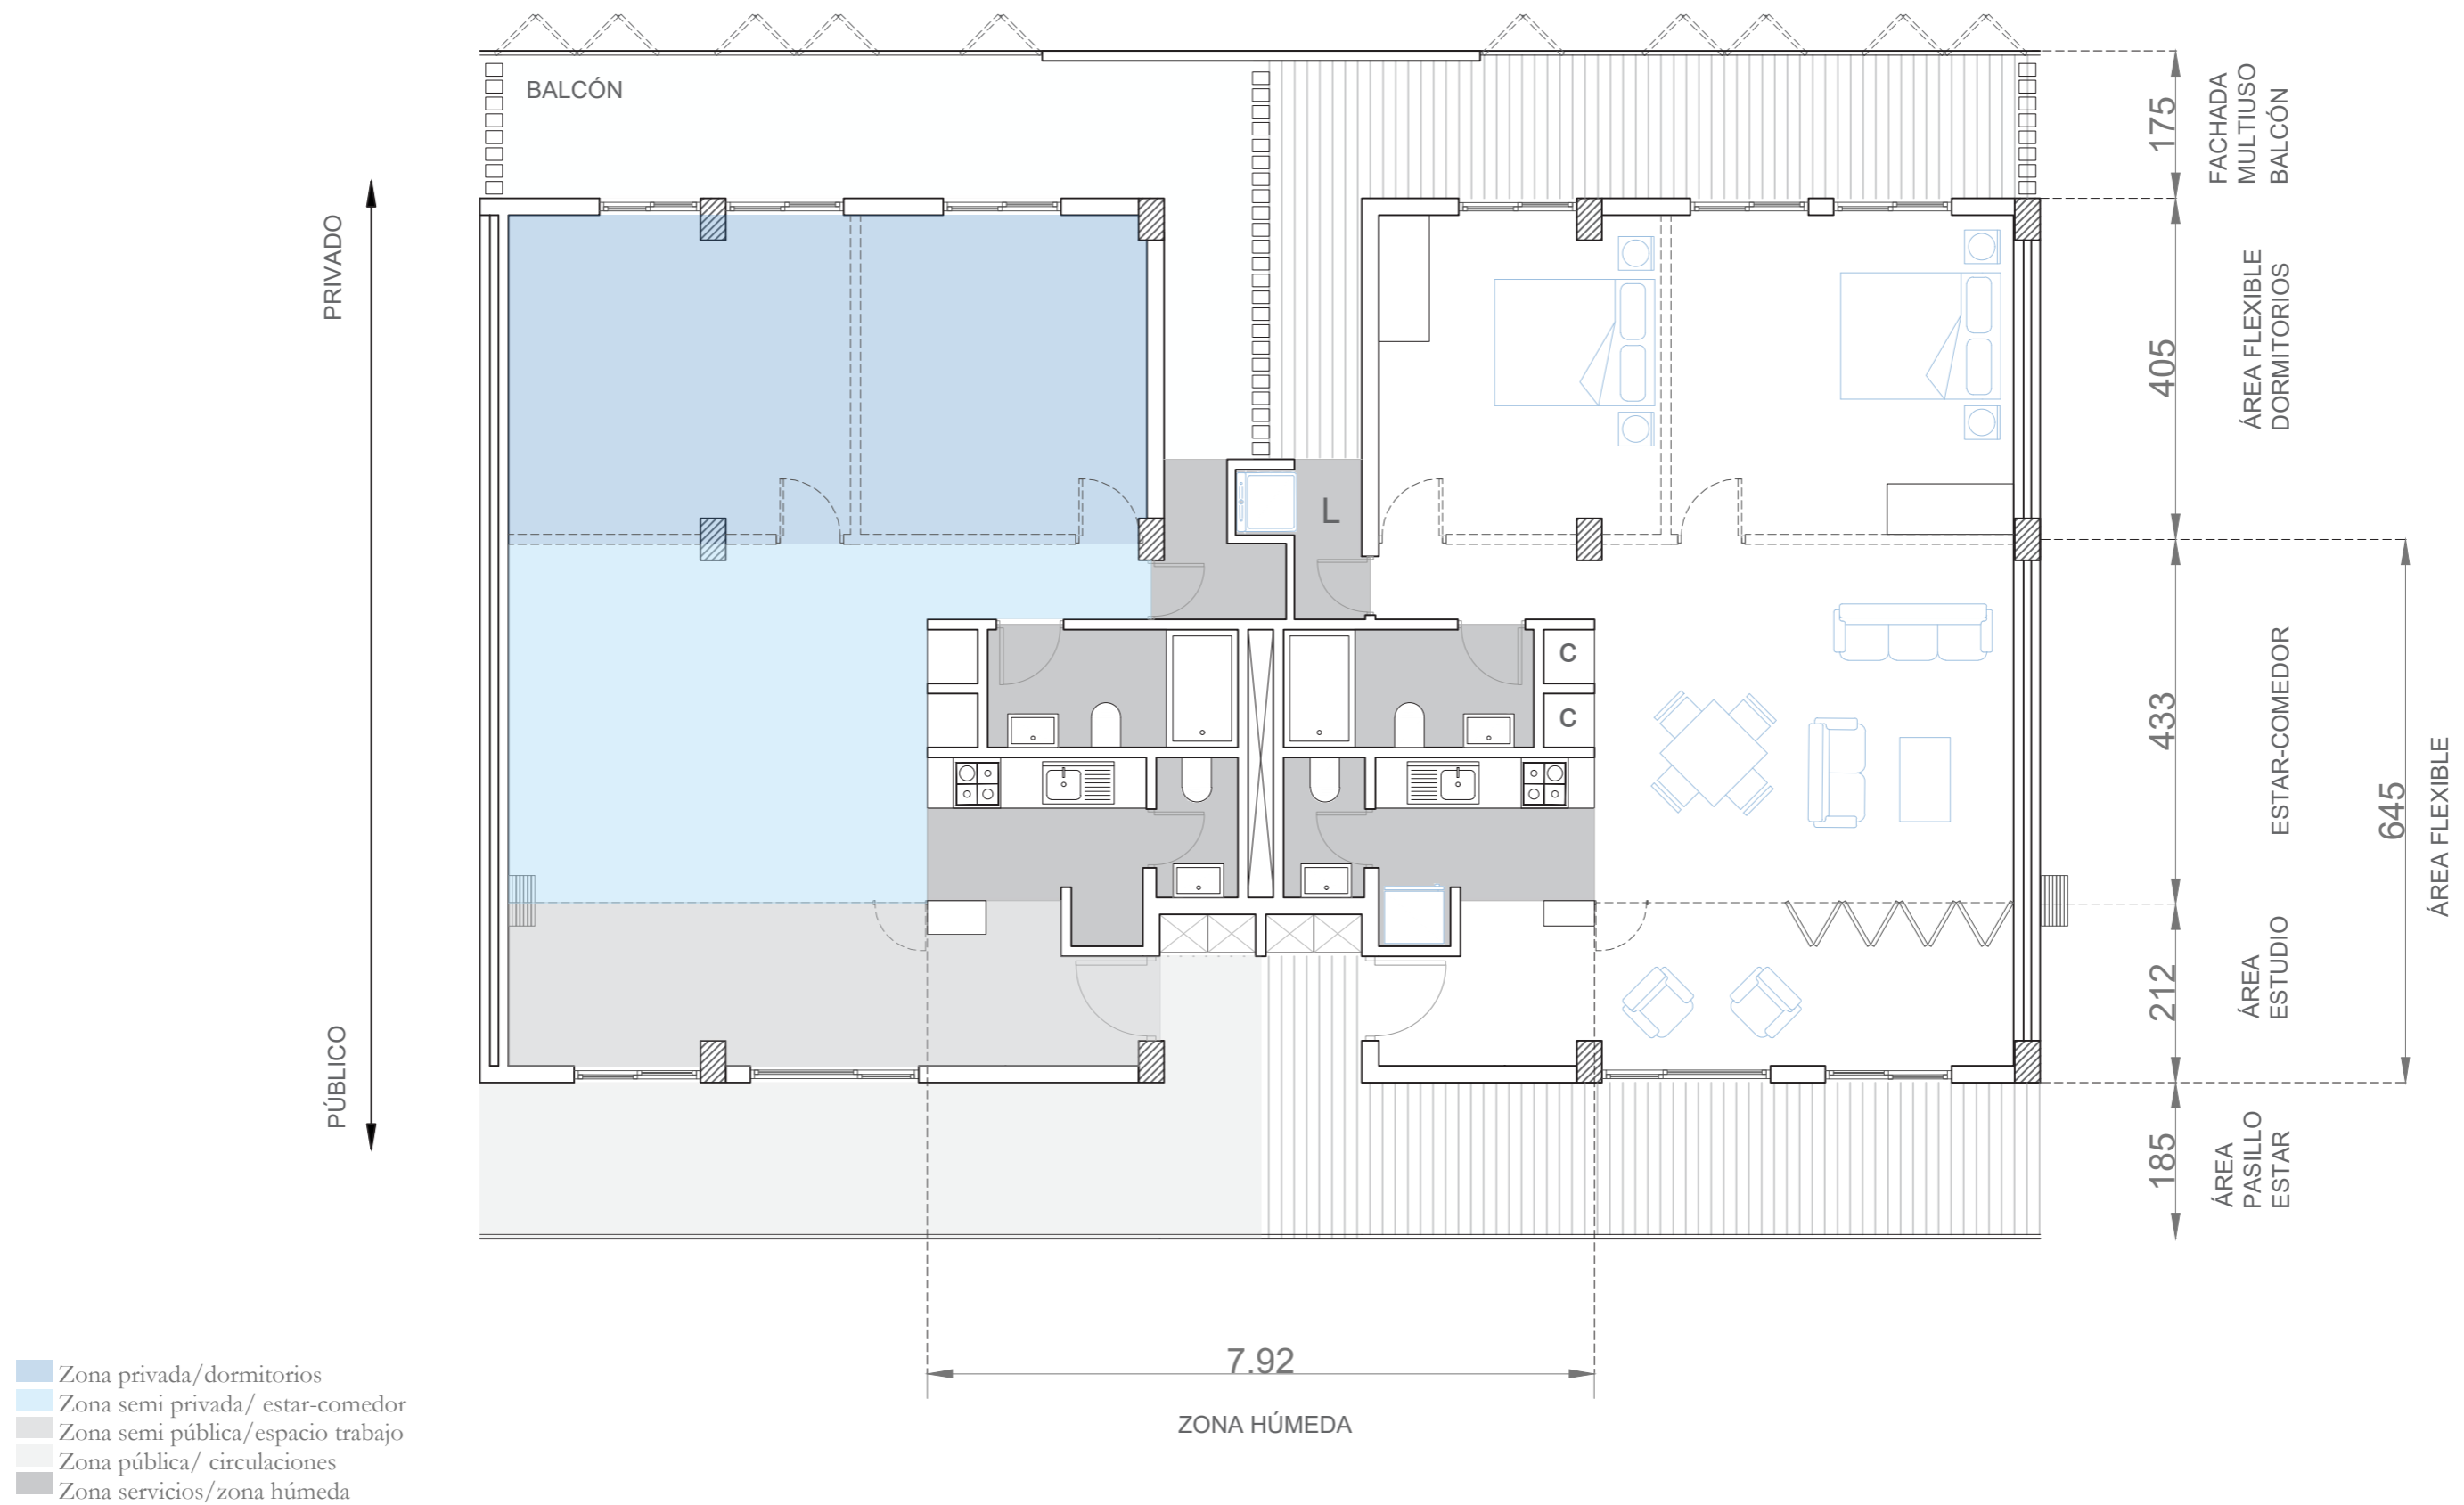 BALCÓN
PRIVADO
PÚBLICO
L
C
C
175
FACHADA
MULTIUSO
BALCÓN
405
ÁREA FLEXIBLE
DORMITORIOS
433
ESTAR-COMEDOR
645
ÁREA FLEXIBLE
212
ÁREA
ESTUDIO
185
ÁREA
PASILLO
ESTAR
7.92
ZONA HÚMEDA
Zona privada/dormitorios
Zona semi privada/ estar-comedor
Zona semi pública/espacio trabajo
Zona pública/ circulaciones
Zona servicios/zona húmeda